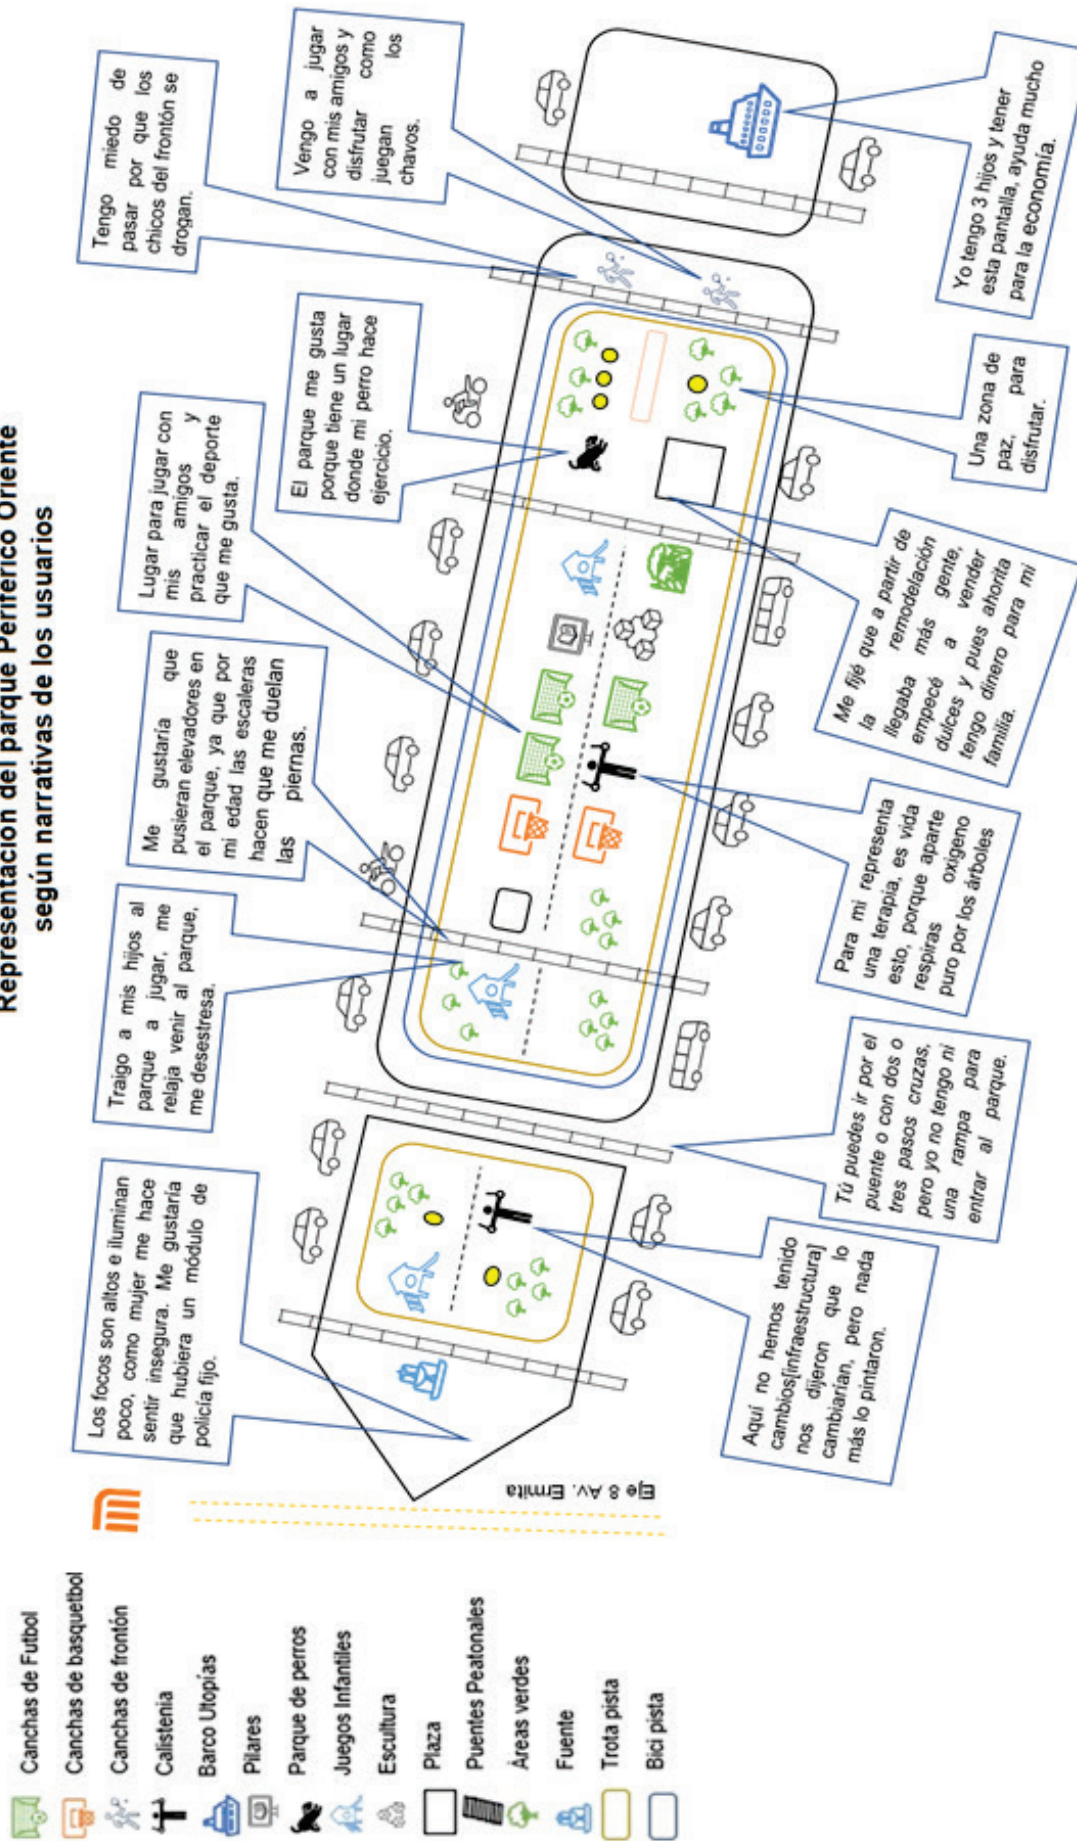 Representación del parque Periférico Oriente
según narrativas de los usuarios
Los focos son altos e iluminan
poco, como mujer me hace
sentir insegura. Me gustaría
que hubiera un módulo de
policía fijo.
Traigo a mis hijos al
parque a jugar, me
relaja venir al parque,
me desestresa.
Me gustaría que
pusieran elevadores en
el parque, ya que por
mi edad las escaleras
hacen que me duelan
las piernas.
Lugar para jugar con
mis amigos y
practicar el deporte
que me gusta.
El parque me gusta
porque tiene un lugar
donde mi perro hace
ejercicio.
Tengo miedo de
pasar por que los
chicos del frontón se
drogan.
Vengo a jugar
con mis amigos y
disfrutar como
juegan los
chavos.
Eje 8 Av. Ermita
Aquí no hemos tenido
cambios[infraestructura]
nos dijeron que lo
cambiarían, pero nada
más lo pintaron.
Tú puedes ir por el
puente o con dos o
tres pasos cruzas,
pero yo no tengo ni
una rampa para
entrar al parque.
Para mi representa
una terapia, es vida
esto, porque aparte
respiras oxigeno
puro por los árboles
Me fijé que a partir de
la remodelación
llegaba más gente,
empecé a vender
dulces y pues ahorita
tengo dinero para mi
familia.
Una zona de
paz, para
disfrutar.
Yo tengo 3 hijos y tener
esta pantalla, ayuda mucho
para la economía.
Canchas de Futbol
Canchas de basquetbol
Canchas de frontón
Calistenia
Barco Utopías
Pilares
Parque de perros
Juegos Infantiles
Escultura
Plaza
Puentes Peatonales
Áreas verdes
Fuente
Trota pista
Bici pista